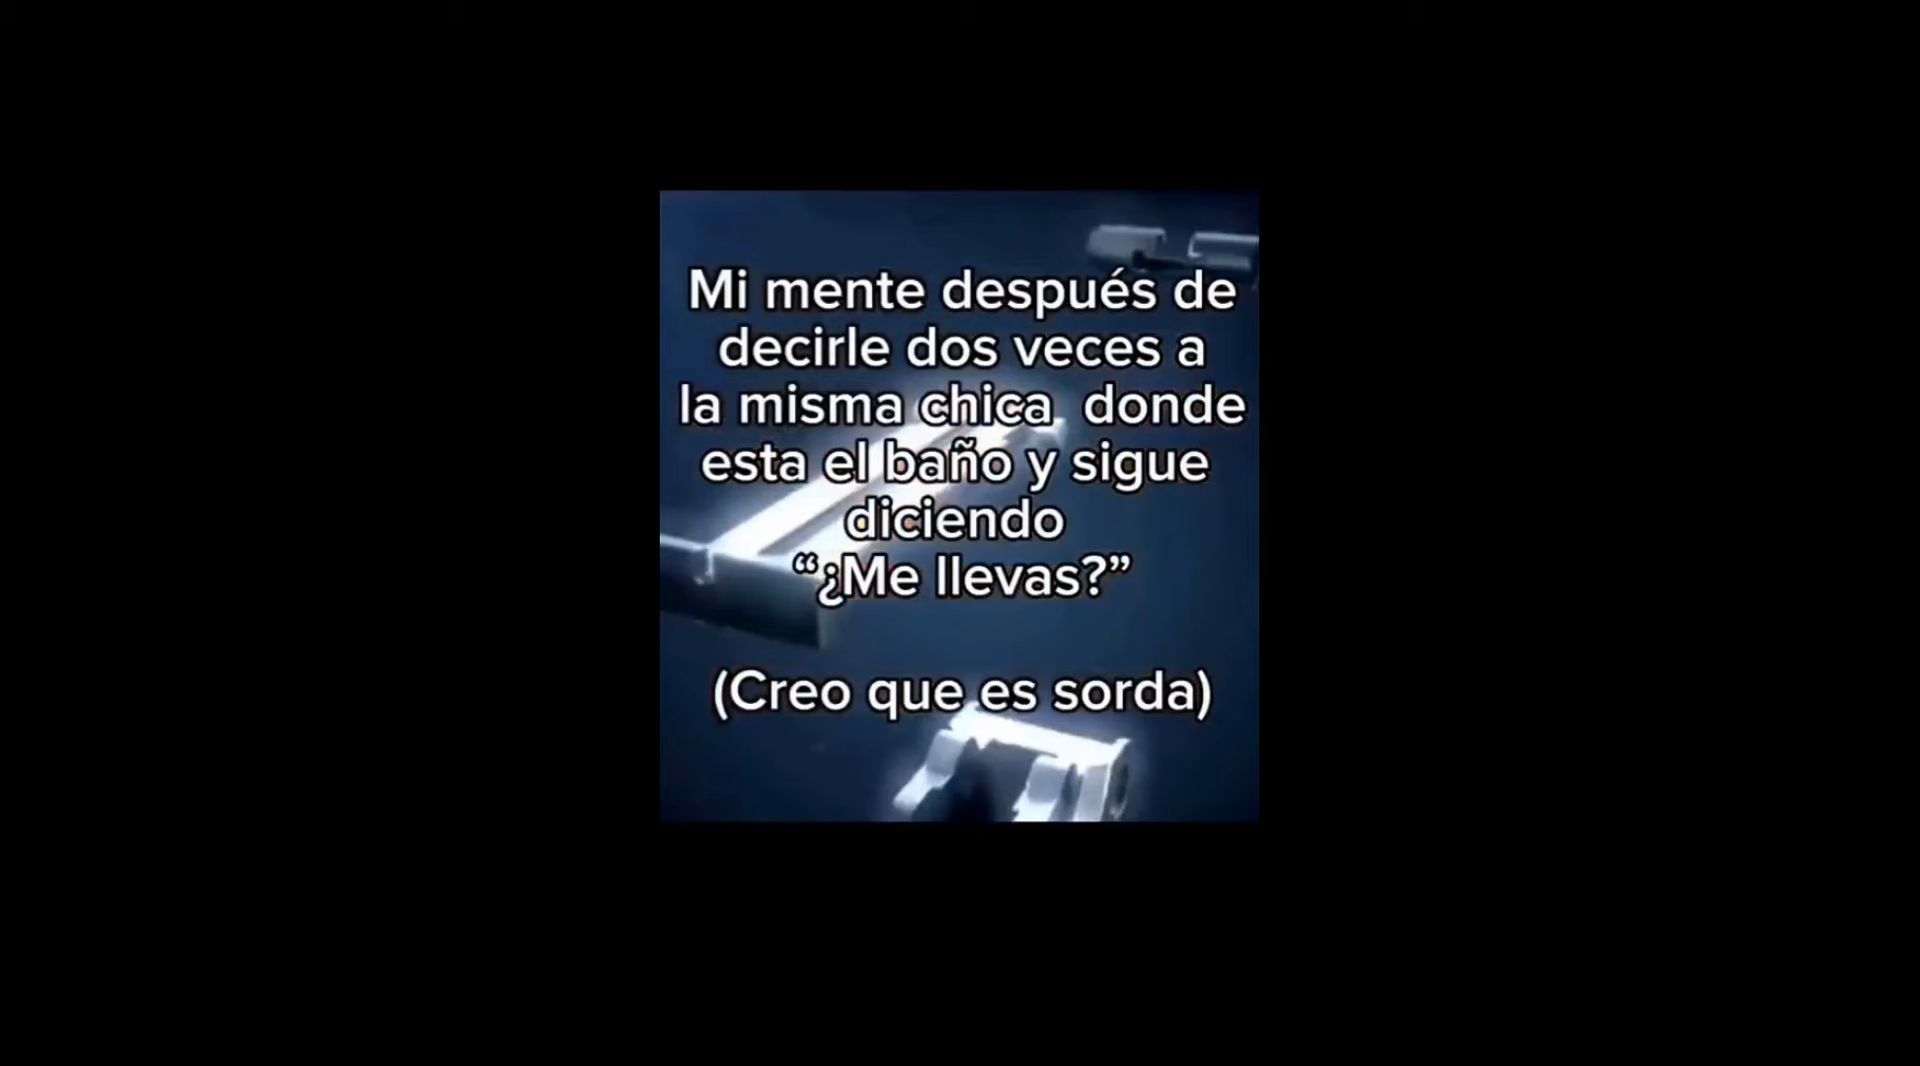 Mi mente después de
decirle dos veces a
la misma chica donde
esta el baño y sigue
diciendo
“¿Me llevas?”
(Creo que es sorda)